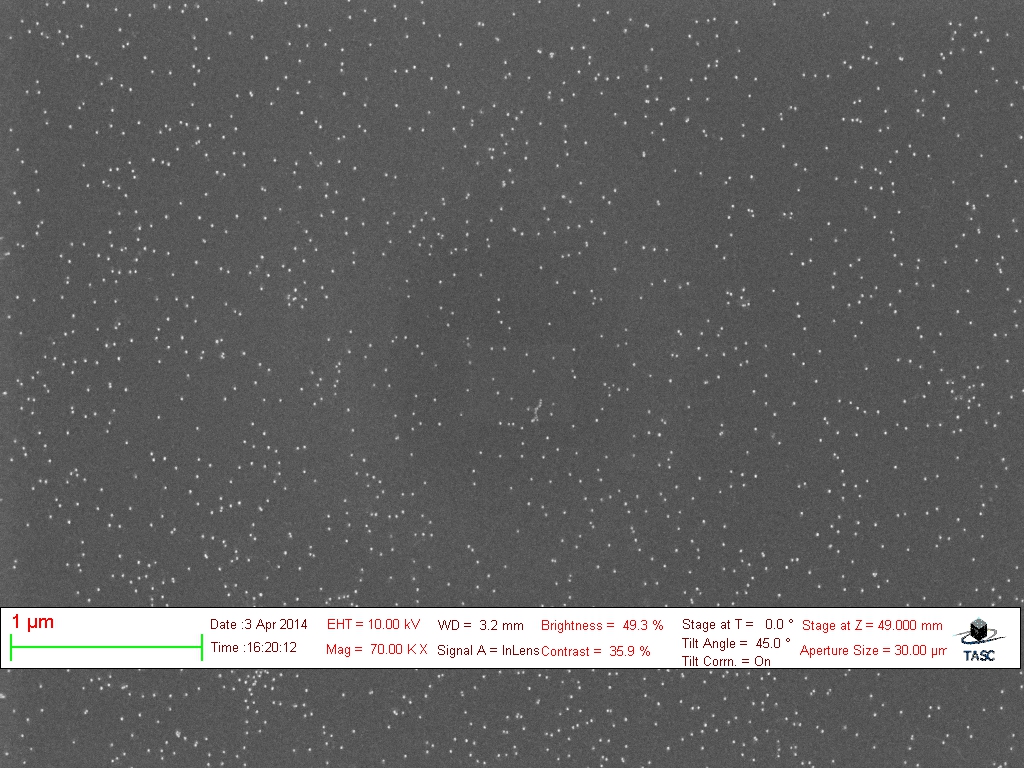 1 µm
Date :3 Apr 2014
Time :16:20:12
EHT = 10.00 kV
Mag = 70.00 K X
WD = 3.2 mm
Signal A = InLens
Brightness = 49.3 %
Contrast = 35.9 %
Stage at T = 0.0 °
Tilt Angle = 45.0 °
Tilt Corrn. = On
Stage at Z = 49.000 mm
Aperture Size = 30.00 µm
TASC